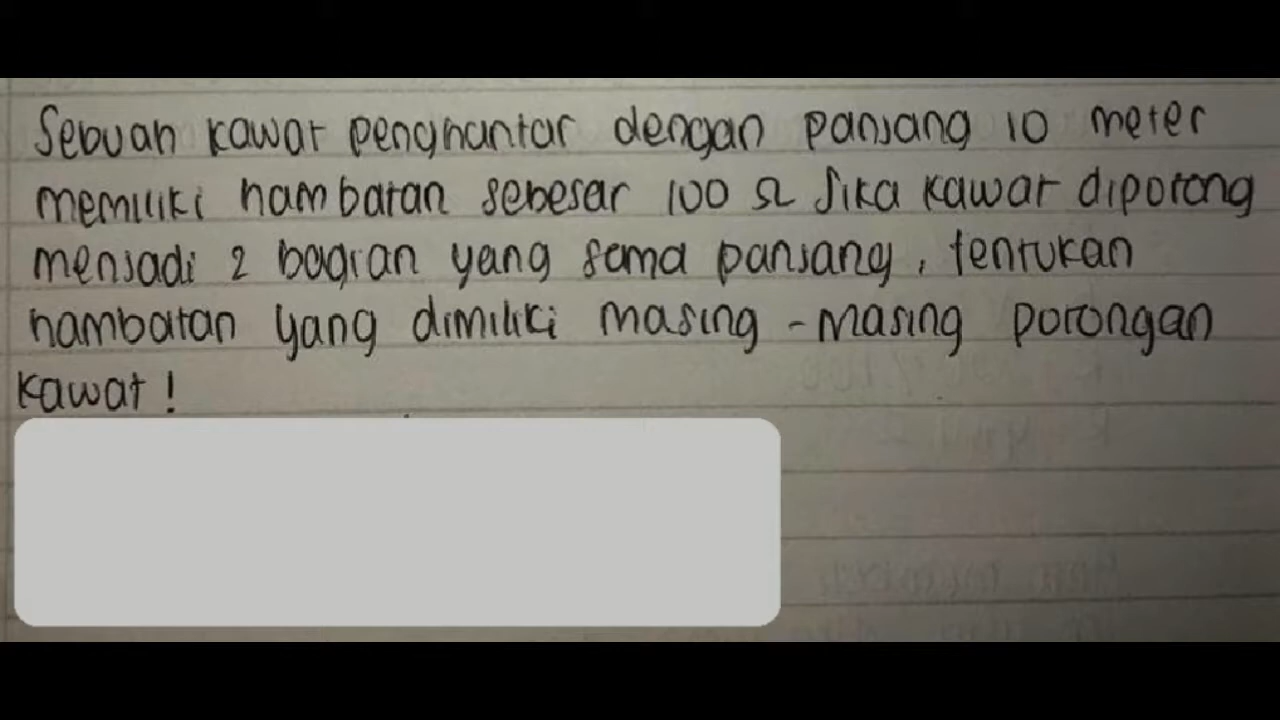 Sebuah kawat penghantar dengan panjang 10 meter
memiliki hambatan sebesar 100 Ω Jika kawat dipotong
menjadi 2 bagian yang sama panjang, tentukan
hambatan yang dimiliki masing-masing potongan
kawat!